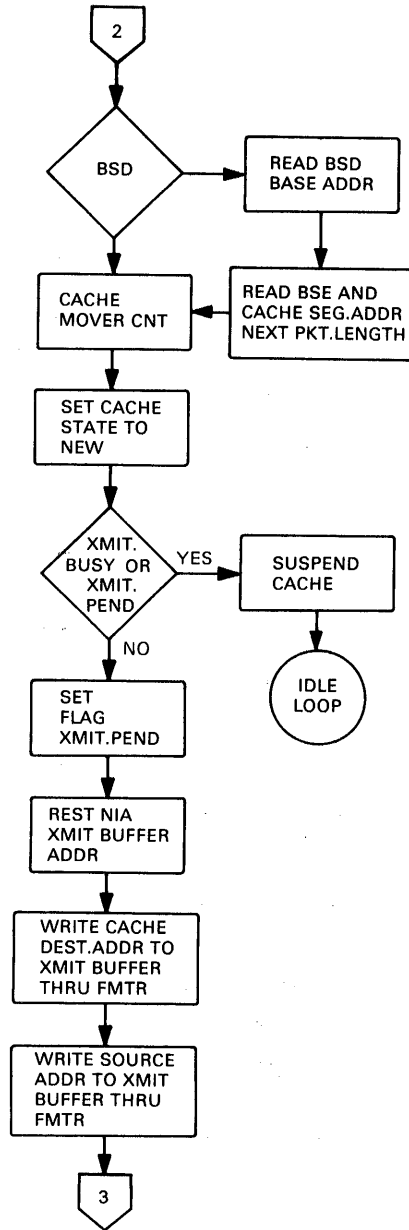 2
BSD
READ BSD
BASE ADDR
CACHE
MOVER CNT
READ BSE AND
CACHE SEG.ADDR
NEXT PKT.LENGTH
SET CACHE
STATE TO
NEW
XMIT.
BUSY OR
XMIT.
PEND
YES
SUSPEND
CACHE
NO
IDLE
LOOP
SET
FLAG
XMIT.PEND
REST NIA
XMIT BUFFER
ADDR
WRITE CACHE
DEST.ADDR TO
XMIT BUFFER
THRU FMTR
WRITE SOURCE
ADDR TO XMIT
BUFFER THRU
FMTR
3